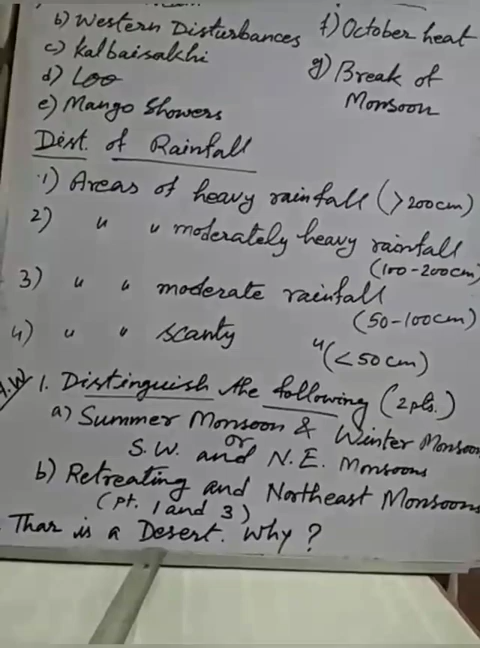 b) Western Disturbances
f) October heat
c) Kalbaisakhi
g) Break of
Monsoon
d) Loo
e) Mango Showers
Dist. of Rainfall
1) Areas of heavy rainfall (>200cm)
2) " " moderately heavy rainfall
(100-200cm)
3) " " moderate rainfall
(50-100cm)
4) " " scanty " (<50cm)
H.W 1. Distinguish the following (2pts.)
a) Summer Monsoon & Winter Monsoon
or
S.W. and N.E. Monsoons
b) Retreating and Northeast Monsoons
(pt. 1 and 3)
Thar is a Desert. Why?